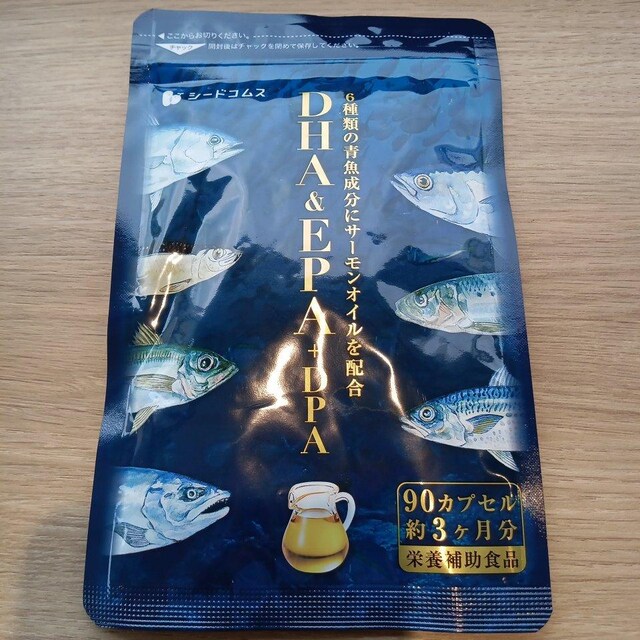 ここからお切りください。
チャック
開封後はチャックを閉めて保存してください。
シードコムス
6種類の青魚成分にサーモンオイルを配合
DHA&EPA+DPA
90カプセル
約3ヶ月分
栄養補助食品